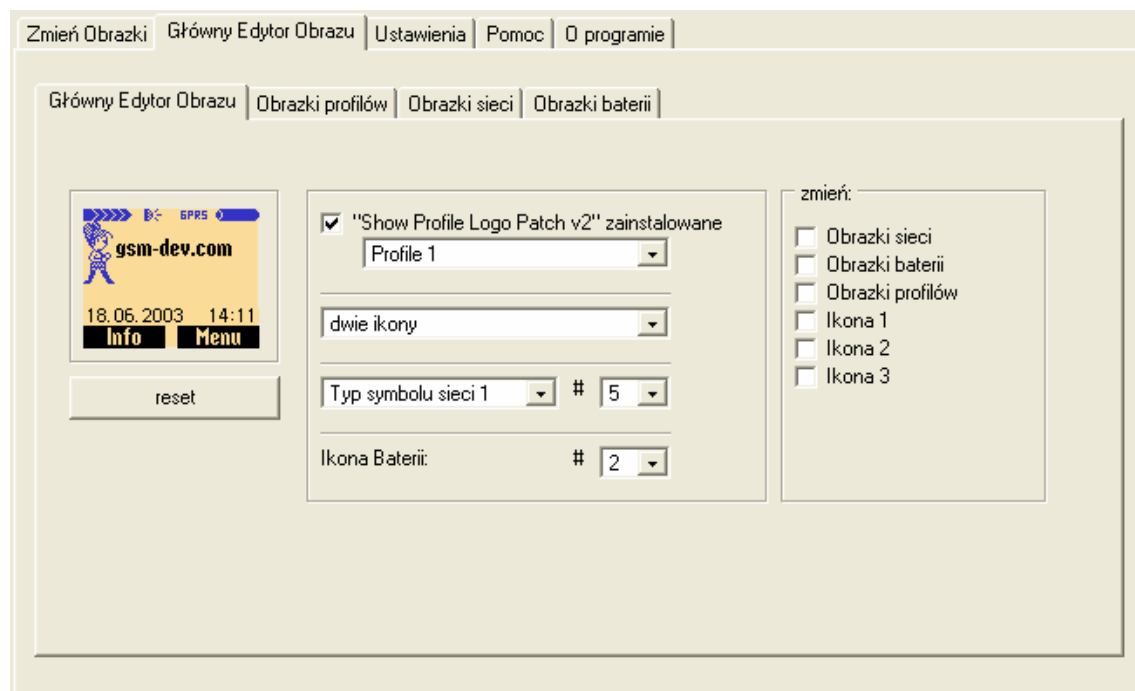 Zmień Obrazki Główny Edytor Obrazu Ustawienia Pomoc O programie
Główny Edytor Obrazu Obrazki profilów Obrazki sieci Obrazki baterii
GPRS
gsm-dev.com
18.06.2003 14:11
Info Menu
reset
"Show Profile Logo Patch v2" zainstalowane
Profile 1
dwie ikony
Typ symbolu sieci 1 # 5
Ikona Baterii: # 2
zmień:
Obrazki sieci
Obrazki baterii
Obrazki profilów
Ikona 1
Ikona 2
Ikona 3